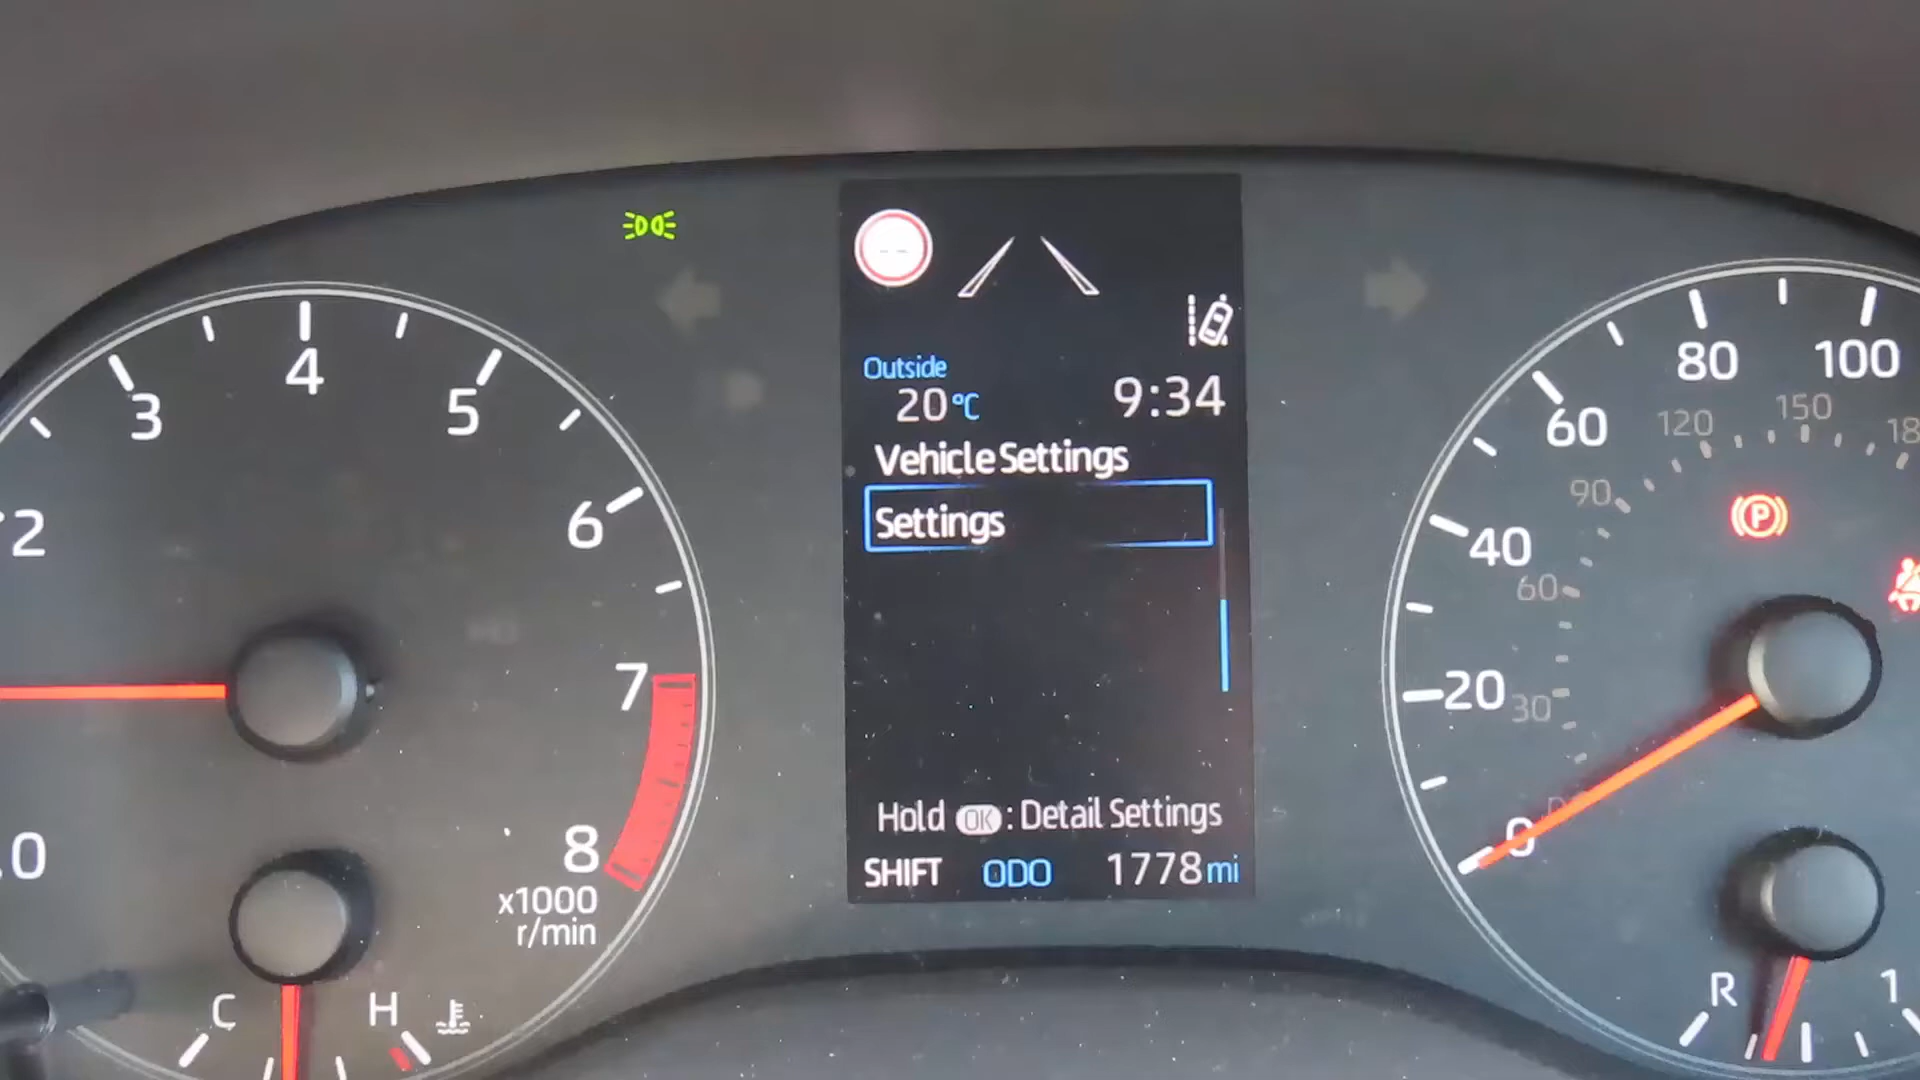 Outside
20°C
9:34
Vehicle Settings
Settings
Hold OK : Detail Settings
SHIFT ODO 1778 mi
2
3
4
5
6
7
8
x1000
r/min
C
H
0
20
40
60
80
100
30
60
90
120
150
P
R
1